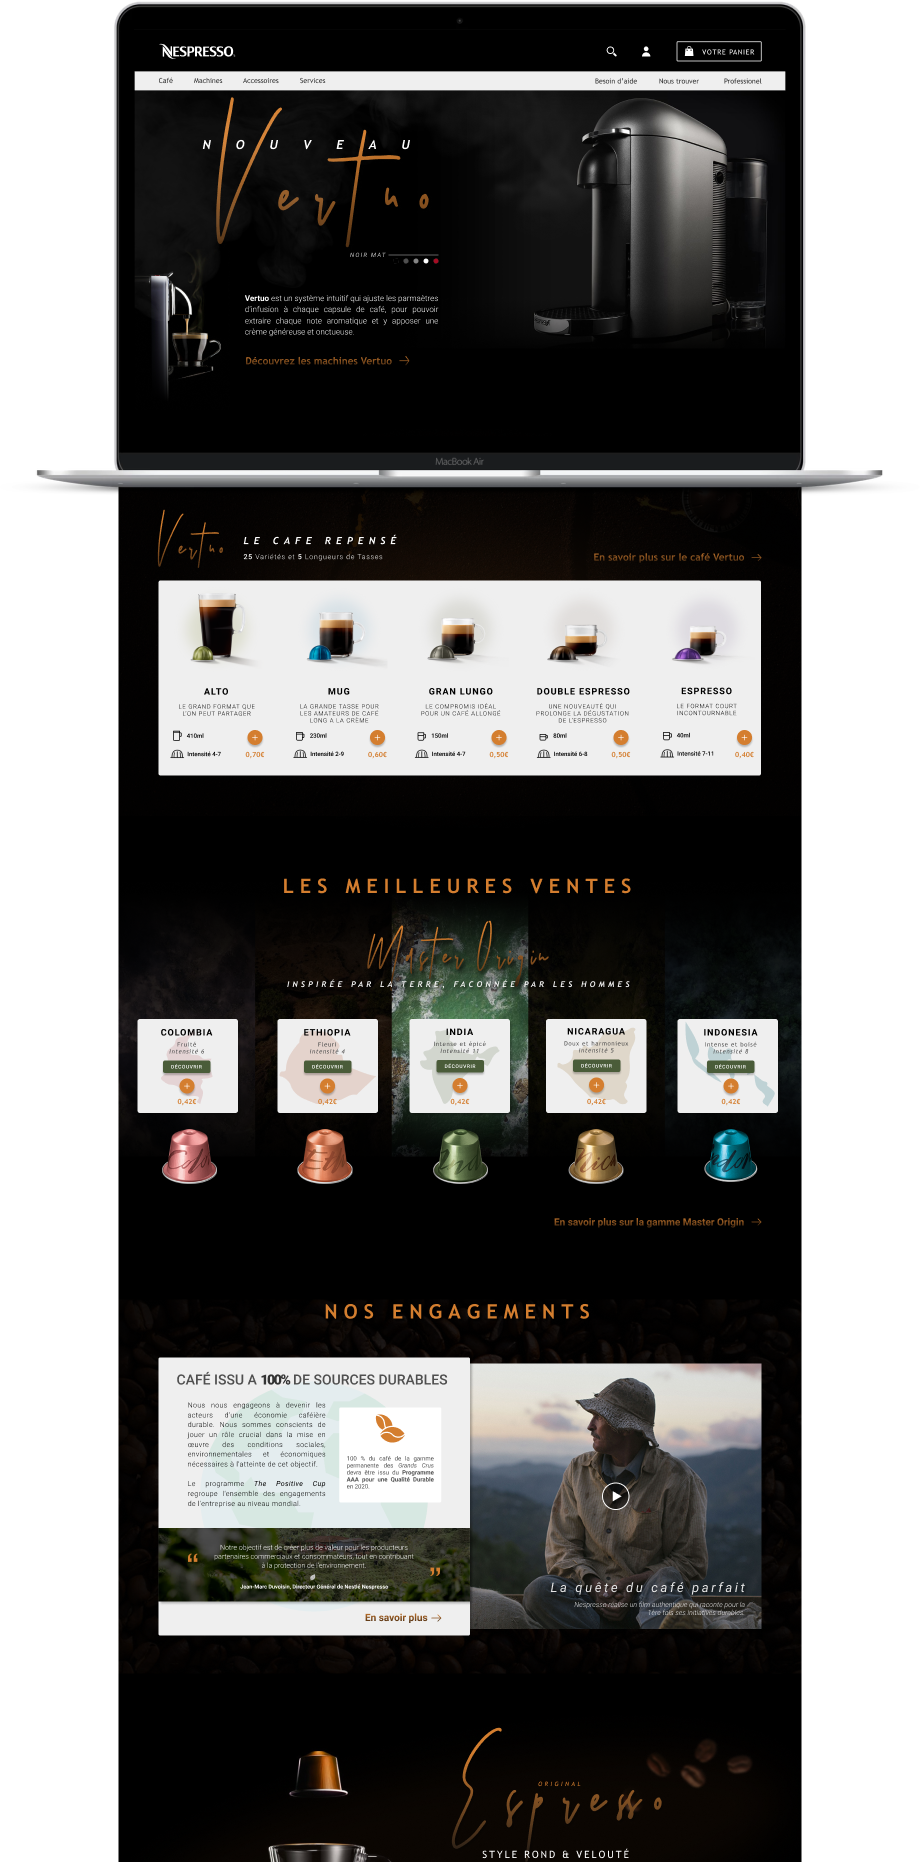 NESPRESSO.
VOTRE PANIER
Café Machines Accessoires Services Besoin d'aide Nous trouver Professionel
NOUVEAU
Vertuo
NOIR MAT
Vertuo est un système intuitif qui ajuste les parmaètres
d'infusion à chaque capsule de café, pour pouvoir
extraire chaque note aromatique et y apposer une
crème généreuse et onctueuse.
Découvrez les machines Vertuo →
MacBook Air
Vertuo
LE CAFE REPENSÉ
25 Variétés et 5 Longueurs de Tasses
En savoir plus sur le café Vertuo →
ALTO
LE GRAND FORMAT QUE
L'ON PEUT PARTAGER
410ml
Intensité 4-7
+
0,70€
MUG
LA GRANDE TASSE POUR
LES AMATEURS DE CAFÉ
LONG A LA CRÈME
230ml
Intensité 2-9
+
0,60€
GRAN LUNGO
LE COMPROMIS IDÉAL
POUR UN CAFÉ ALLONGÉ
150ml
Intensité 4-7
+
0,50€
DOUBLE ESPRESSO
UNE NOUVEAUTÉ QUI
PROLONGE LA DÉGUSTATION
DE L'ESPRESSO
80ml
Intensité 6-8
+
0,50€
ESPRESSO
LE FORMAT COURT
INCONTOURNABLE
40ml
Intensité 7-11
+
0,40€
LES MEILLEURES VENTES
Master Origin
INSPIRÉE PAR LA TERRE, FACONNÉE PAR LES HOMMES
COLOMBIA
Fruité
Intensité 6
DÉCOUVRIR
+
0,42€
ETHIOPIA
Fleuri
Intensité 4
DÉCOUVRIR
+
0,42€
INDIA
Intense et épicé
Intensité 11
DÉCOUVRIR
+
0,42€
NICARAGUA
Doux et harmonieux
Intensité 5
DÉCOUVRIR
+
0,42€
INDONESIA
Intense et boisé
Intensité 8
DÉCOUVRIR
+
0,42€
En savoir plus sur la gamme Master Origin →
NOS ENGAGEMENTS
CAFÉ ISSU A 100% DE SOURCES DURABLES
Nous nous engageons à devenir les
acteurs d'une économie caféière
durable. Nous sommes conscients de
jouer un rôle crucial dans la mise en
œuvre des conditions sociales,
environnementales et économiques
nécessaires à l'atteinte de cet objectif.
Le programme The Positive Cup
regroupe l'ensemble des engagements
de l'entreprise au niveau mondial.
100 % du café de la gamme
permanente des Grands Crus
devra être issu du Programme
AAA pour une Qualité Durable
en 2020.
“ Notre objectif est de créer plus de valeur pour les producteurs
partenaires commerciaux et consommateurs, tout en contribuant
à la protection de l'environnement. ”
Jean-Marc Duvoisin, Directeur Général de Nestlé Nespresso
En savoir plus →
La quête du café parfait
Nespresso réalise un film authentique qui raconte pour la
1ère fois ses initiatives durables.
ORIGINAL
Espresso
STYLE ROND & VELOUTÉ